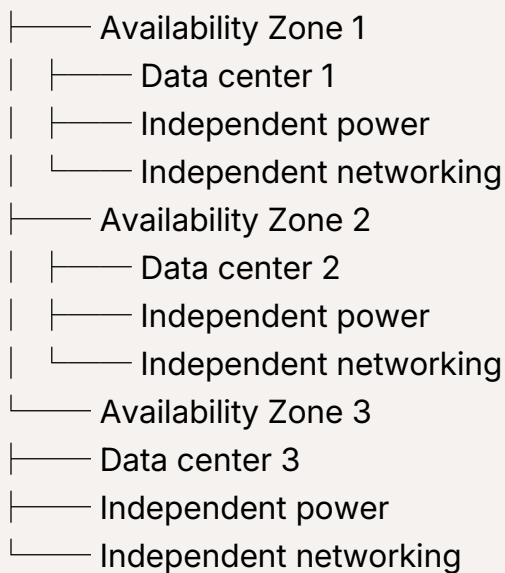 ├── Availability Zone 1
│ ├── Data center 1
│ ├── Independent power
│ └── Independent networking
├── Availability Zone 2
│ ├── Data center 2
│ ├── Independent power
│ └── Independent networking
└── Availability Zone 3
├── Data center 3
├── Independent power
└── Independent networking